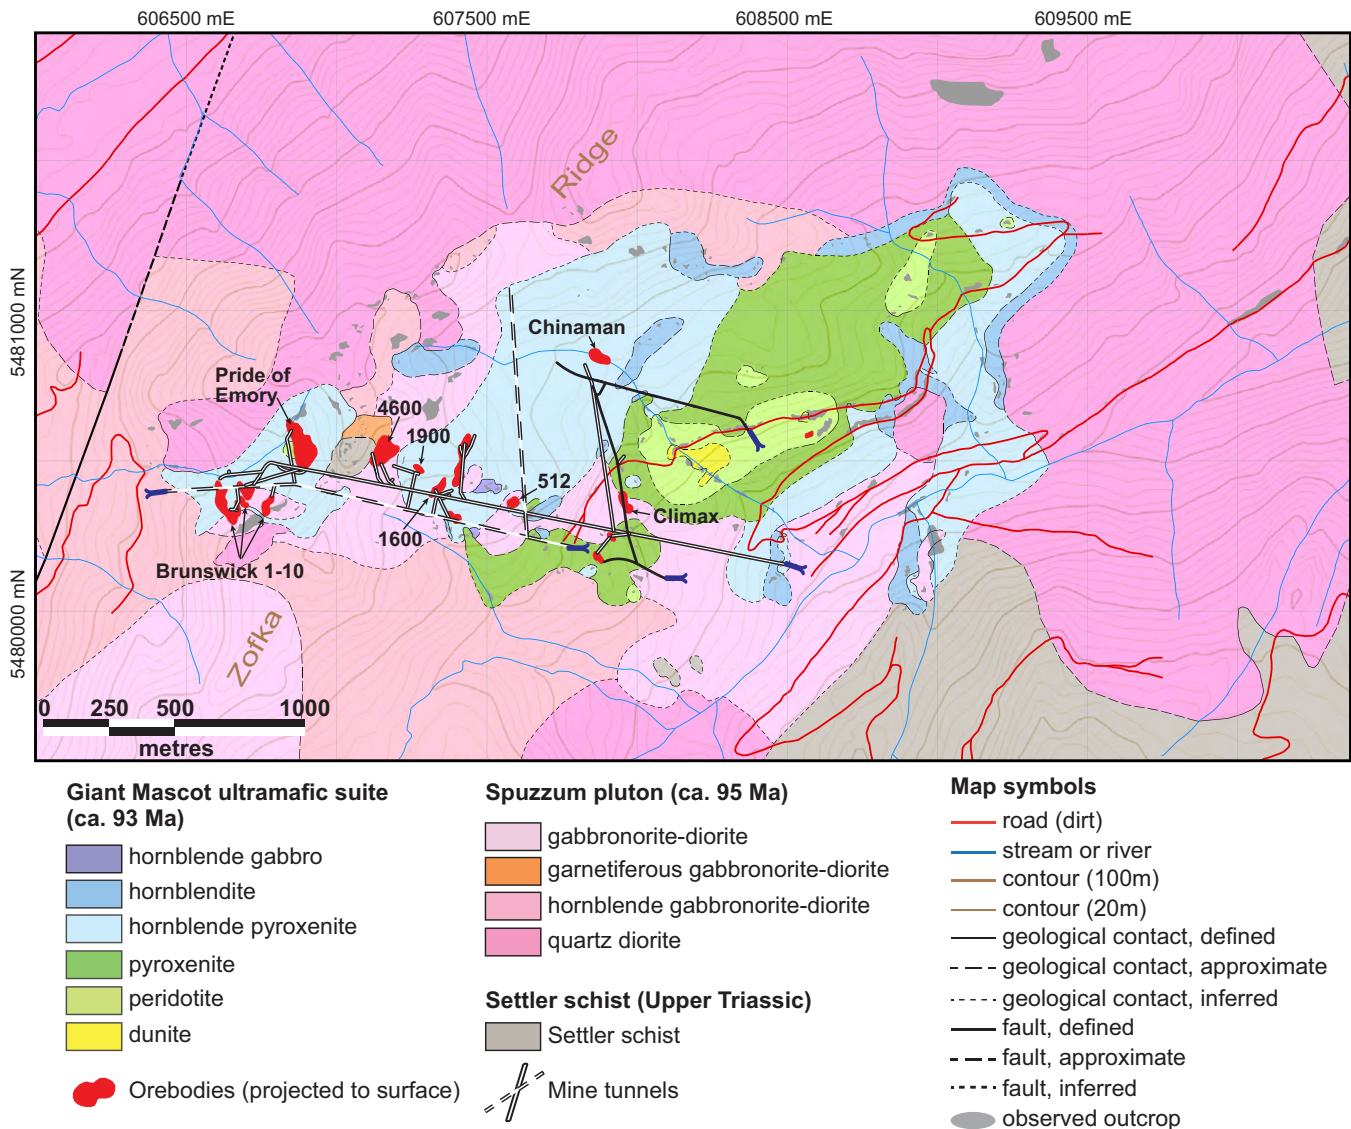 606500 mE
607500 mE
608500 mE
609500 mE
5481000 mN
5480000 mN
Ridge
Chinaman
Pride of
Emory
4600
1900
512
Climax
1600
Brunswick 1-10
Zofka
0 250 500 1000
metres
Giant Mascot ultramafic suite
(ca. 93 Ma)
hornblende gabbro
hornblendite
hornblende pyroxenite
pyroxenite
peridotite
dunite
Orebodies (projected to surface)
Spuzzum pluton (ca. 95 Ma)
gabbronorite-diorite
garnetiferous gabbronorite-diorite
hornblende gabbronorite-diorite
quartz diorite
Settler schist (Upper Triassic)
Settler schist
Mine tunnels
Map symbols
road (dirt)
stream or river
contour (100m)
contour (20m)
geological contact, defined
geological contact, approximate
geological contact, inferred
fault, defined
fault, approximate
fault, inferred
observed outcrop